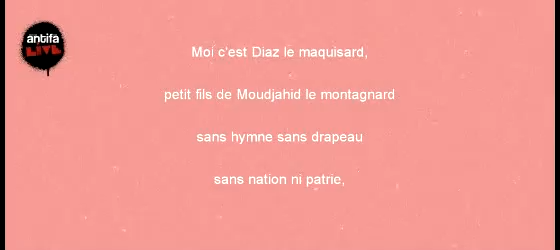 antifa
LIVE
Moi c'est Diaz le maquisard,
petit fils de Moudjahid le montagnard
sans hymne sans drapeau
sans nation ni patrie,